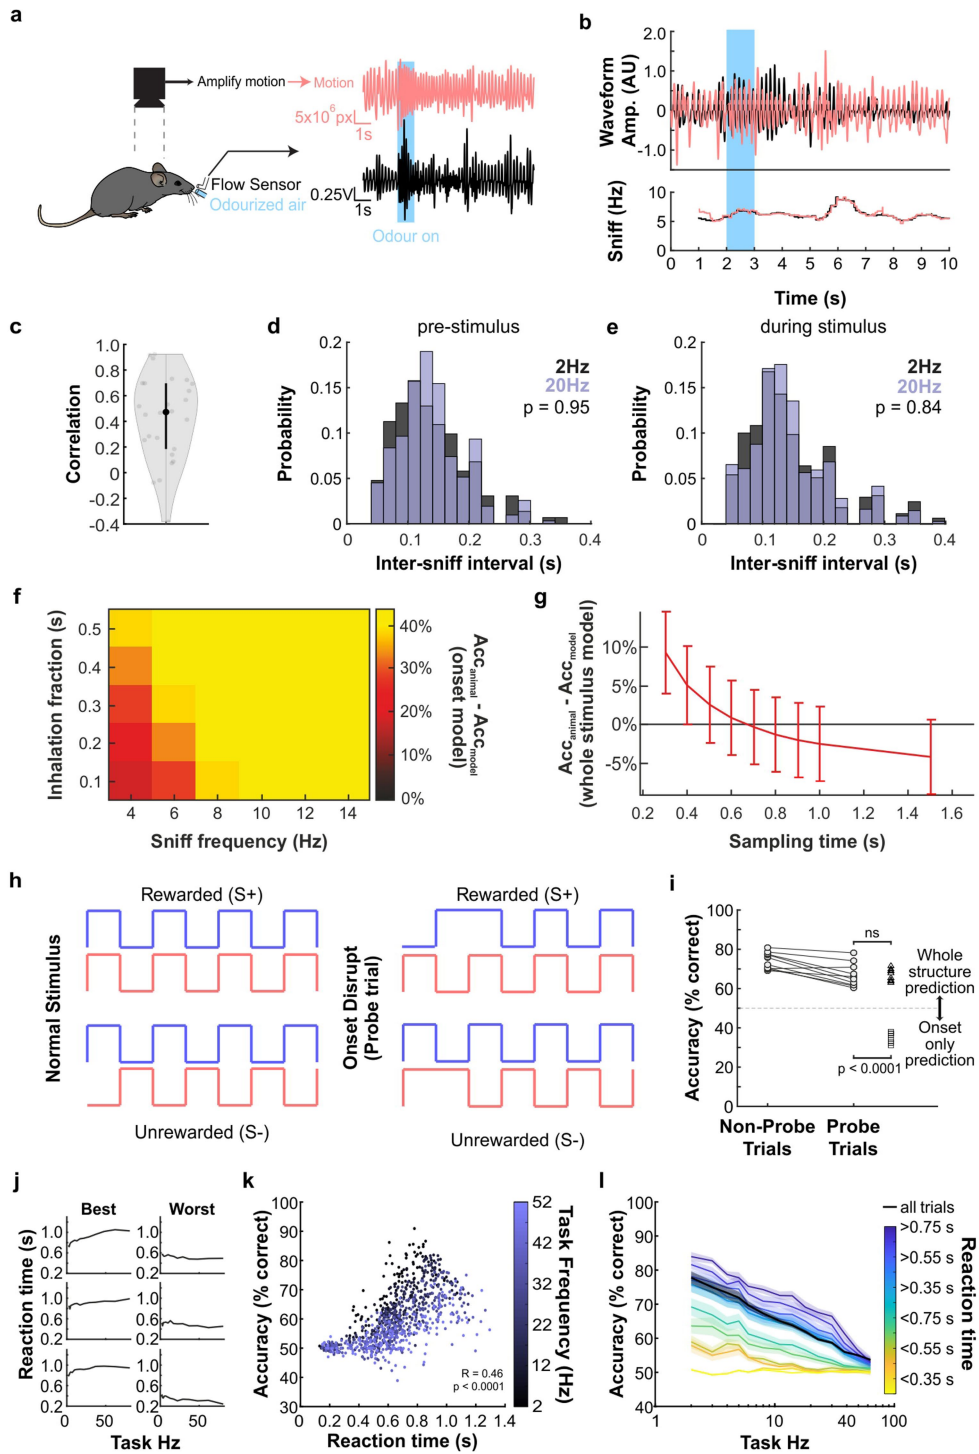 a
Amplify motion
Motion
5x10⁶px
1s
Flow Sensor
Odourized air
0.25V
1s
Odour on
b
Waveform
Amp. (AU)
2.0
1.0
0
-1.0
Sniff (Hz)
10
5
0
0 1 2 3 4 5 6 7 8 9 10
Time (s)
c
Correlation
1.0
0.8
0.6
0.4
0.2
0
-0.2
-0.4
d
pre-stimulus
Probability
0.2
0.15
0.1
0.05
0
2Hz
20Hz
p = 0.95
0 0.1 0.2 0.3 0.4
Inter-sniff interval (s)
e
during stimulus
Probability
0.2
0.15
0.1
0.05
0
2Hz
20Hz
p = 0.84
0 0.1 0.2 0.3 0.4
Inter-sniff interval (s)
f
Inhalation fraction (s)
0.5
0.4
0.3
0.2
0.1
4 6 8 10 12 14
Sniff frequency (Hz)
40%
30%
20%
10%
0%
Acc animal - Acc model
(onset model)
g
Acc animal - Acc model
(whole stimulus model)
10%
5%
0%
-5%
0.2 0.4 0.6 0.8 1.0 1.2 1.4 1.6
Sampling time (s)
h
Normal Stimulus
Rewarded (S+)
Unrewarded (S-)
Onset Disrupt
(Probe trial)
Rewarded (S+)
Unrewarded (S-)
i
Accuracy (% correct)
100
80
60
40
20
0
ns
Whole
structure
prediction
Onset
only
prediction
p < 0.0001
Non-Probe
Trials
Probe
Trials
j
Best
Worst
Reaction time (s)
1.0
0.6
0.2
1.0
0.6
0.2
1.0
0.6
0.2
1.0
0.6
0.2
1.0
0.6
0.2
1.0
0.6
0.2
0 50
0 50
Task Hz
k
Accuracy (% correct)
100
90
80
70
60
50
40
30
R = 0.46
p < 0.0001
0 0.2 0.4 0.6 0.8 1.0 1.2 1.4
Reaction time (s)
52
42
32
22
12
2
Task Frequency (Hz)
l
Accuracy (% correct)
100
90
80
70
60
50
40
1 10 40 100
Task Hz
all trials
>0.75 s
>0.55 s
>0.35 s
<0.75 s
<0.55 s
<0.35 s
Reaction time